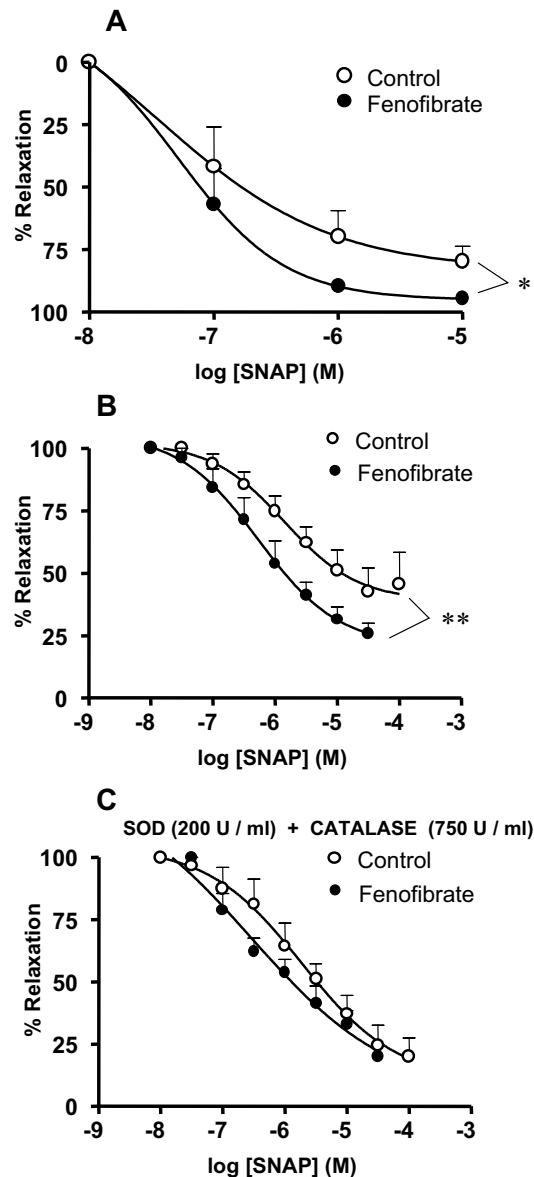 A
Control
Fenofibrate
% Relaxation
0
25
50
75
100
*
-8 -7 -6 -5
log [SNAP] (M)
B
Control
Fenofibrate
% Relaxation
100
75
50
25
0
**
-9 -8 -7 -6 -5 -4 -3
log [SNAP] (M)
C
SOD (200 U / ml) + CATALASE (750 U / ml)
Control
Fenofibrate
% Relaxation
100
75
50
25
0
-9 -8 -7 -6 -5 -4 -3
log [SNAP] (M)